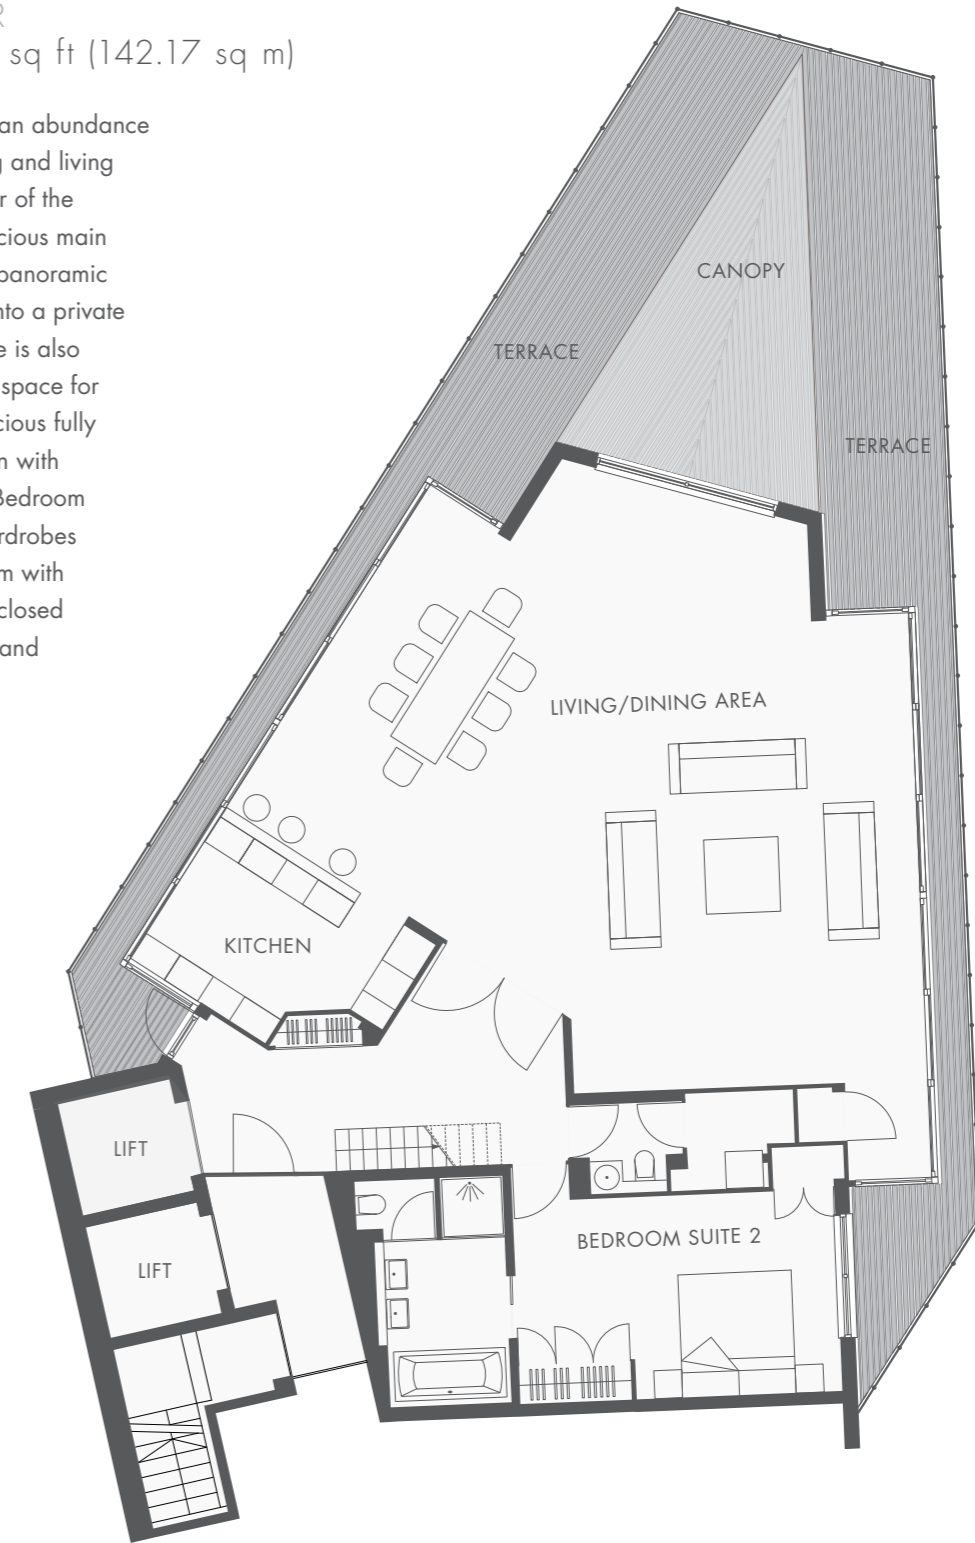 R
sq ft (142.17 sq m)
an abundance
g and living
r of the
cious main
panoramic
nto a private
e is also
space for
cious fully
n with
Bedroom
rdrobes
m with
closed
and
CANOPY
TERRACE
TERRACE
LIVING/DINING AREA
KITCHEN
LIFT
LIFT
BEDROOM SUITE 2